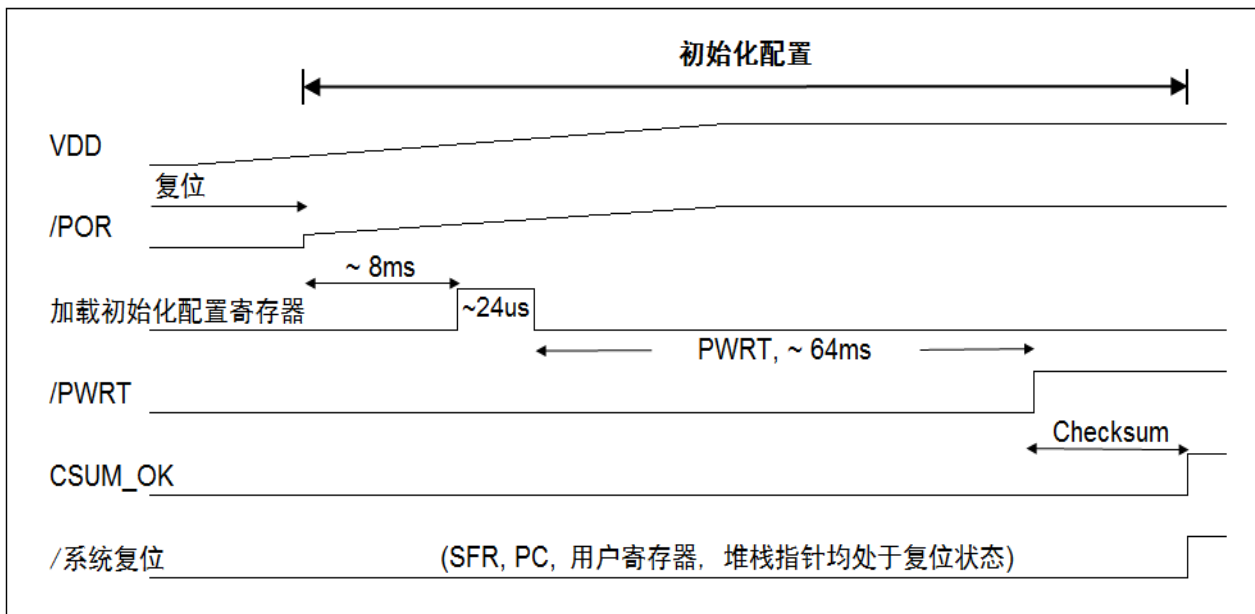 初始化配置
VDD
复位
/POR
~ 8ms
加载初始化配置寄存器
~24us
PWRT, ~ 64ms
/PWRT
Checksum
CSUM_OK
/系统复位
(SFR, PC, 用户寄存器, 堆栈指针均处于复位状态)